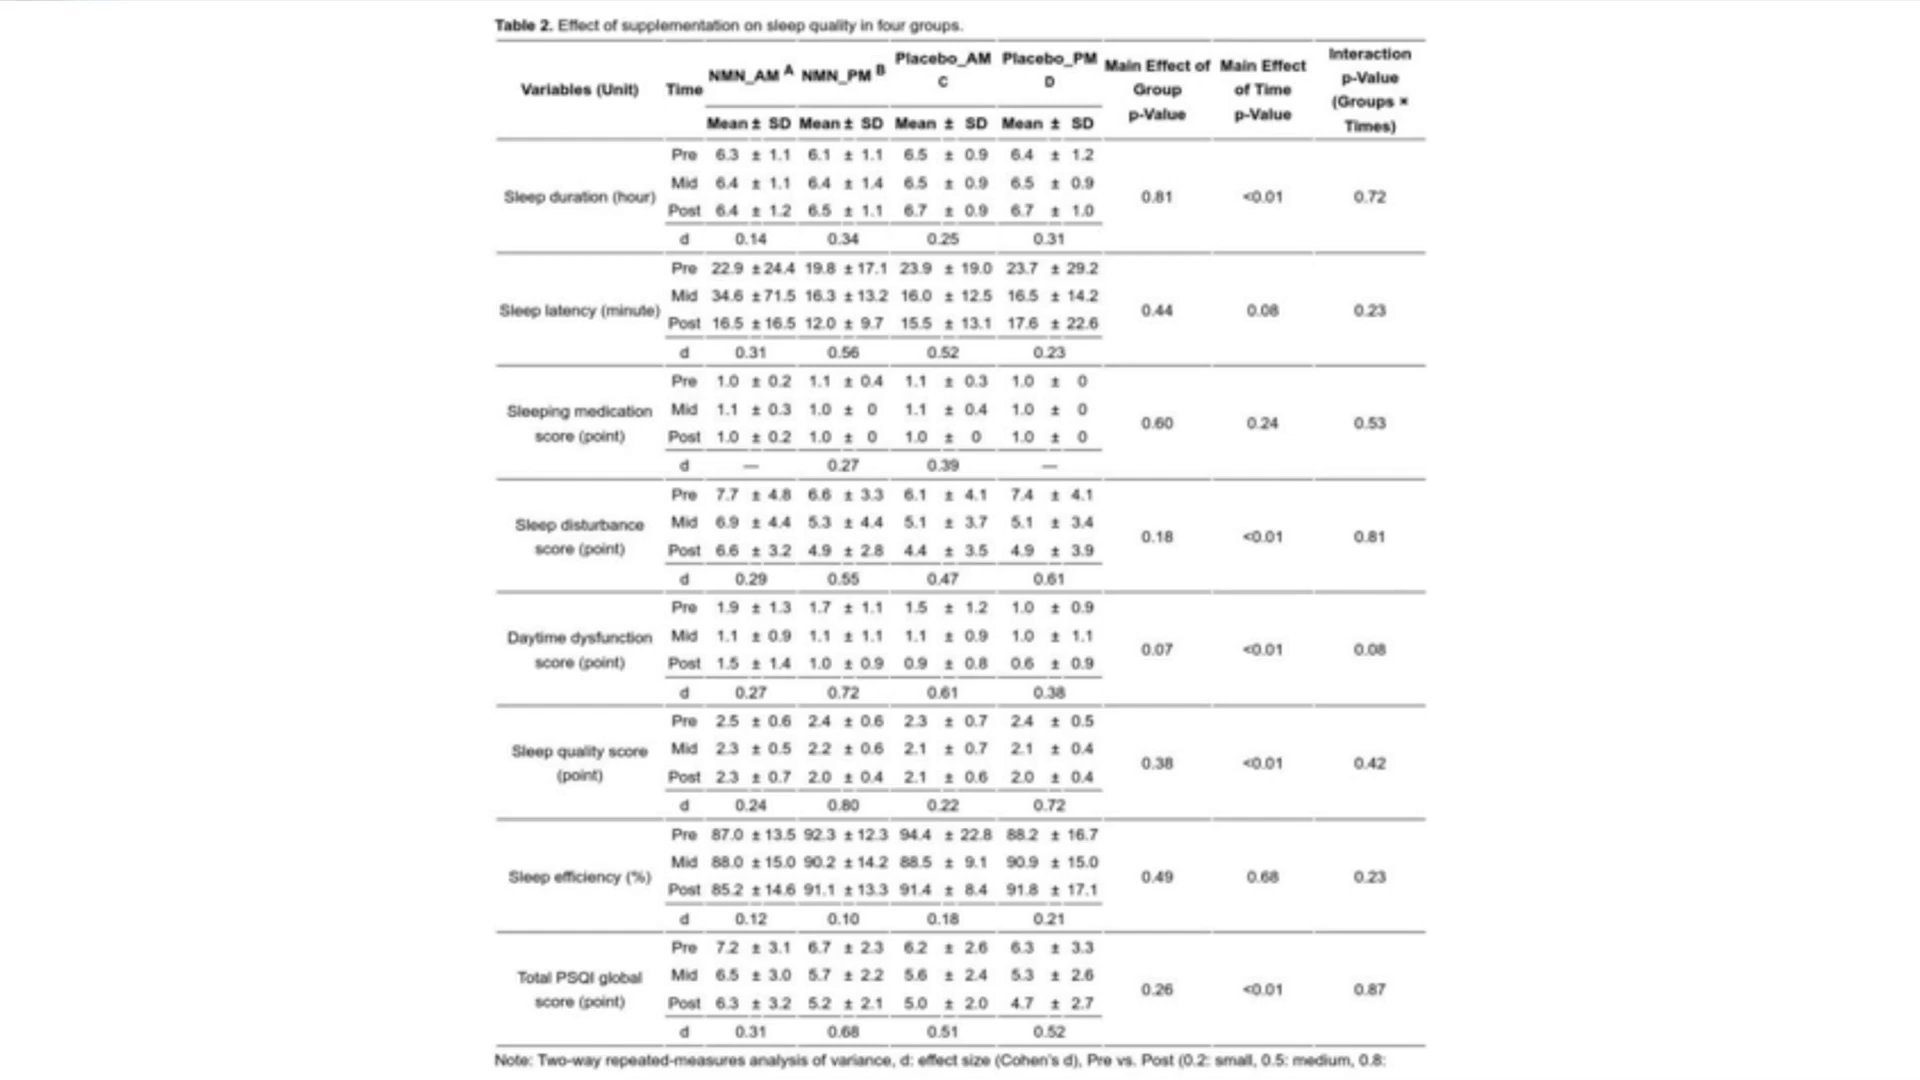 Table 2. Effect of supplementation on sleep quality in four groups.
Variables (Unit) Time NMN_AM A NMN_PM B Placebo_AM C Placebo_PM D Main Effect of Group p-Value Main Effect of Time p-Value Interaction p-Value (Groups × Times)
Mean ± SD Mean ± SD Mean ± SD Mean ± SD
Sleep duration (hour) 0.81 <0.01 0.72
Pre 6.3 ± 1.1 6.1 ± 1.1 6.5 ± 0.9 6.4 ± 1.2
Mid 6.4 ± 1.1 6.4 ± 1.4 6.5 ± 0.9 6.5 ± 0.9
Post 6.4 ± 1.2 6.5 ± 1.1 6.7 ± 0.9 6.7 ± 1.0
d 0.14 0.34 0.25 0.31
Sleep latency (minute) 0.44 0.08 0.23
Pre 22.9 ± 24.4 19.8 ± 17.1 23.9 ± 19.0 23.7 ± 29.2
Mid 34.6 ± 71.5 16.3 ± 13.2 16.0 ± 12.5 16.5 ± 14.2
Post 16.5 ± 16.5 12.0 ± 9.7 15.5 ± 13.1 17.6 ± 22.6
d 0.31 0.56 0.52 0.23
Sleeping medication score (point) 0.60 0.24 0.53
Pre 1.0 ± 0.2 1.1 ± 0.4 1.1 ± 0.3 1.0 ± 0
Mid 1.1 ± 0.3 1.0 ± 0 1.1 ± 0.4 1.0 ± 0
Post 1.0 ± 0.2 1.0 ± 0 1.0 ± 0 1.0 ± 0
d — 0.27 0.39 —
Sleep disturbance score (point) 0.18 <0.01 0.81
Pre 7.7 ± 4.8 6.6 ± 3.3 6.1 ± 4.1 7.4 ± 4.1
Mid 6.9 ± 4.4 5.3 ± 4.4 5.1 ± 3.7 5.1 ± 3.4
Post 6.6 ± 3.2 4.9 ± 2.8 4.4 ± 3.5 4.9 ± 3.9
d 0.29 0.55 0.47 0.61
Daytime dysfunction score (point) 0.07 <0.01 0.08
Pre 1.9 ± 1.3 1.7 ± 1.1 1.5 ± 1.2 1.0 ± 0.9
Mid 1.1 ± 0.9 1.1 ± 1.1 1.1 ± 0.9 1.0 ± 1.1
Post 1.5 ± 1.4 1.0 ± 0.9 0.9 ± 0.8 0.6 ± 0.9
d 0.27 0.72 0.61 0.38
Sleep quality score (point) 0.38 <0.01 0.42
Pre 2.5 ± 0.6 2.4 ± 0.6 2.3 ± 0.7 2.4 ± 0.5
Mid 2.3 ± 0.5 2.2 ± 0.6 2.1 ± 0.7 2.1 ± 0.4
Post 2.3 ± 0.7 2.0 ± 0.4 2.1 ± 0.6 2.0 ± 0.4
d 0.24 0.80 0.22 0.72
Sleep efficiency (%) 0.49 0.68 0.23
Pre 87.0 ± 13.5 92.3 ± 12.3 94.4 ± 22.8 88.2 ± 16.7
Mid 88.0 ± 15.0 90.2 ± 14.2 88.5 ± 9.1 90.9 ± 15.0
Post 85.2 ± 14.6 91.1 ± 13.3 91.4 ± 8.4 91.8 ± 17.1
d 0.12 0.10 0.18 0.21
Total PSQI global score (point) 0.26 <0.01 0.87
Pre 7.2 ± 3.1 6.7 ± 2.3 6.2 ± 2.6 6.3 ± 3.3
Mid 6.5 ± 3.0 5.7 ± 2.2 5.6 ± 2.4 5.3 ± 2.6
Post 6.3 ± 3.2 5.2 ± 2.1 5.0 ± 2.0 4.7 ± 2.7
d 0.31 0.68 0.51 0.52
Note: Two-way repeated-measures analysis of variance, d: effect size (Cohen's d), Pre vs. Post (0.2: small, 0.5: medium, 0.8: